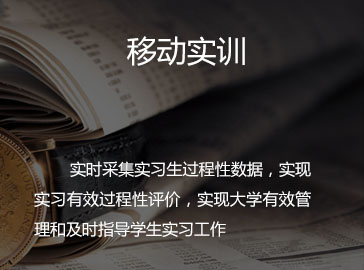 移动实训
实时采集实习生过程性数据，实现
实习有效过程性评价，实现大学有效管
理和及时指导学生实习工作